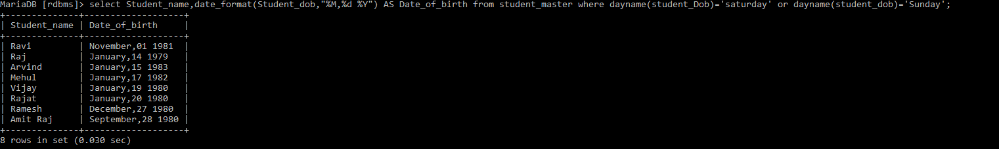 MariaDB [rdbms]> select Student_name,date_format(Student_dob,"%M,%d %Y") AS Date_of_birth from student_master where dayname(student_Dob)='saturday' or dayname(student_dob)='Sunday';
+--------------+-------------------+
| Student_name | Date_of_birth     |
+--------------+-------------------+
| Ravi         | November,01 1981  |
| Raj          | January,14 1979   |
| Arvind       | January,15 1983   |
| Mehul        | January,17 1982   |
| Vijay        | January,19 1980   |
| Rajat        | January,20 1980   |
| Ramesh       | December,27 1980  |
| Amit Raj     | September,28 1980 |
+--------------+-------------------+
8 rows in set (0.030 sec)